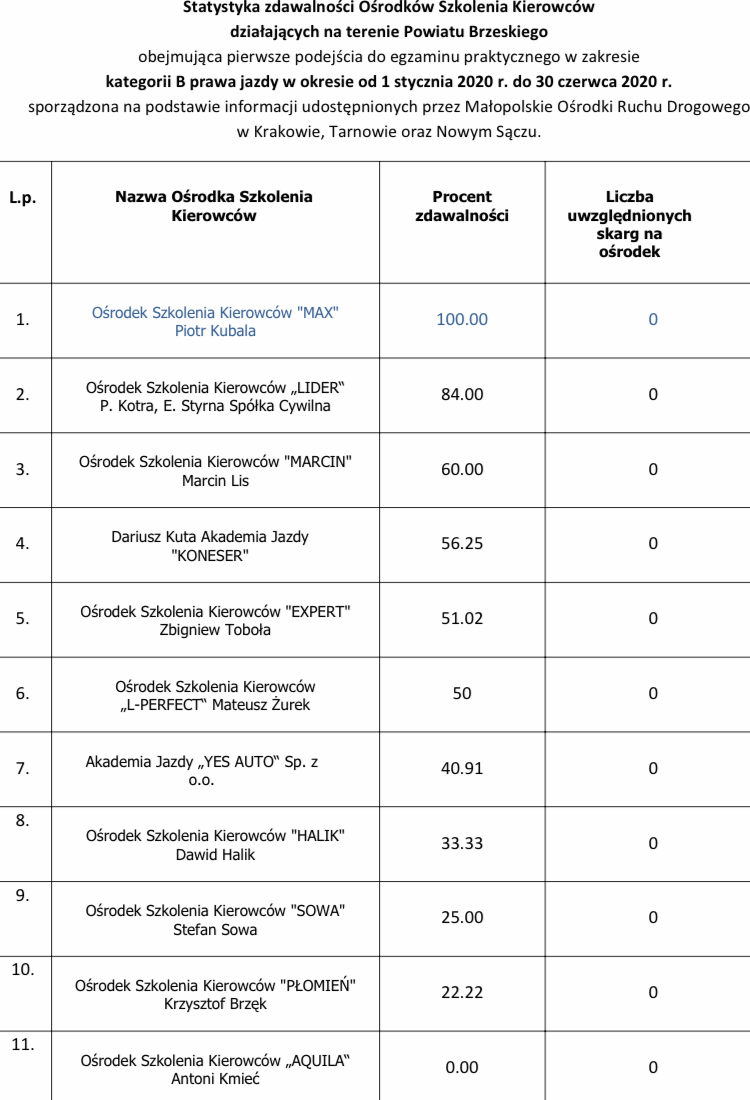 Statystyka zdawalności Ośrodków Szkolenia Kierowców
działających na terenie Powiatu Brzeskiego
obejmująca pierwsze podejścia do egzaminu praktycznego w zakresie
kategorii B prawa jazdy w okresie od 1 stycznia 2020 r. do 30 czerwca 2020 r.
sporządzona na podstawie informacji udostępnionych przez Małopolskie Ośrodki Ruchu Drogowego
w Krakowie, Tarnowie oraz Nowym Sączu.
L.p.
Nazwa Ośrodka Szkolenia
Kierowców
Procent
zdawalności
Liczba
uwzględnionych
skarg na
ośrodek
1.
Ośrodek Szkolenia Kierowców "MAX"
Piotr Kubala
100.00
0
2.
Ośrodek Szkolenia Kierowców „LIDER“
P. Kotra, E. Styrna Spółka Cywilna
84.00
0
3.
Ośrodek Szkolenia Kierowców "MARCIN"
Marcin Lis
60.00
0
4.
Dariusz Kuta Akademia Jazdy
"KONESER"
56.25
0
5.
Ośrodek Szkolenia Kierowców "EXPERT"
Zbigniew Toboła
51.02
0
6.
Ośrodek Szkolenia Kierowców
„L-PERFECT“ Mateusz Żurek
50
0
7.
Akademia Jazdy „YES AUTO“ Sp. z
o.o.
40.91
0
8.
Ośrodek Szkolenia Kierowców "HALIK"
Dawid Halik
33.33
0
9.
Ośrodek Szkolenia Kierowców "SOWA"
Stefan Sowa
25.00
0
10.
Ośrodek Szkolenia Kierowców "PŁOMIEŃ"
Krzysztof Brzęk
22.22
0
11.
Ośrodek Szkolenia Kierowców „AQUILA“
Antoni Kmieć
0.00
0